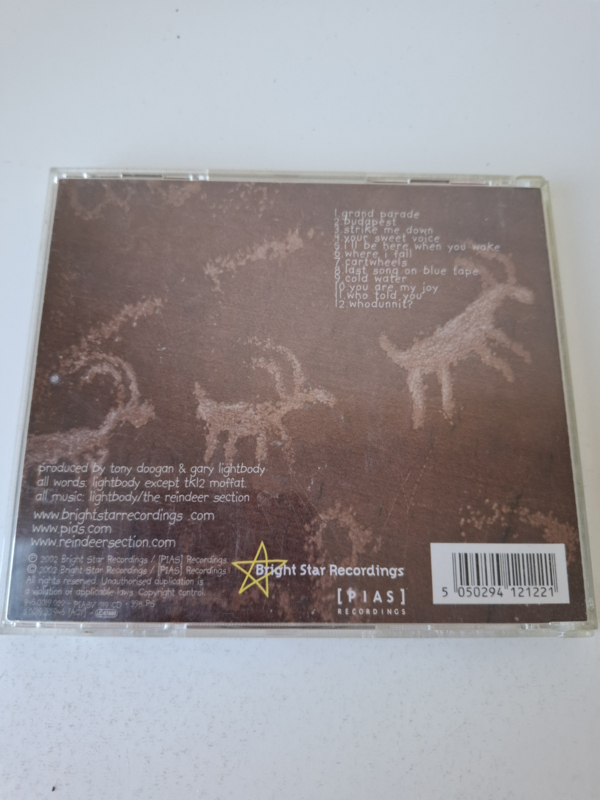 1.grand parade
2.budapest
3.strike me down
4.your sweet voice
5.i'll be here when you wake
6.where i fall
7.cartwheels
8.last song on blue tape
9.cold water
10.you are my joy
11.who told you
12.whodunnit?
produced by tony doogan & gary lightbody
all words: lightbody except tk12 moffat.
all music: lightbody/the reindeer section
www.brightstarrecordings .com
www.pias.com
www.reindeersection.com
℗ 2002 Bright Star Recordings / [PIAS] Recordings
© 2002 Bright Star Recordings / [PIAS] Recordings
All rights reserved. Unauthorised duplication is
a violation of applicable laws. Copyright control.
Bright Star Recordings
[PIAS]
RECORDINGS
5 050294 121221